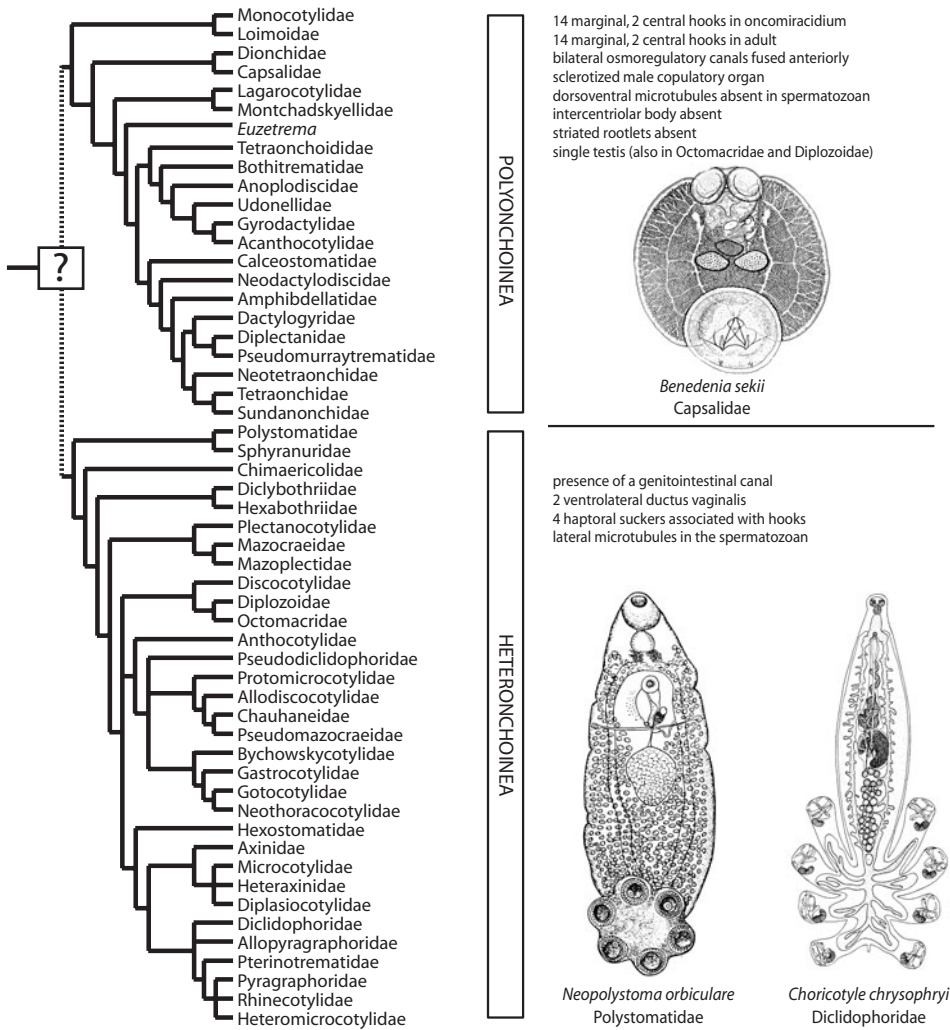 Monocotylidae
Loimoidae
Dionchidae
Capsalidae
Lagarocotylidae
Montchadskyellidae
Euzetrema
Tetraonchoididae
Bothitrematidae
Anoplodiscidae
Udonellidae
Gyrodactylidae
Acanthocotylidae
Calceostomatidae
Neodactylodiscidae
Amphibdellatidae
Dactylogyridae
Diplectanidae
Pseudomurraytrematidae
Neotetraonchidae
Tetraonchidae
Sundanonchidae
Polystomatidae
Sphyranuridae
Chimaericolidae
Diclybothriidae
Hexabothriidae
Plectanocotylidae
Mazocraeidae
Mazoplectidae
Discocotylidae
Diplozoidae
Octomacridae
Anthocotylidae
Pseudodiclidophoridae
Protomicrocotylidae
Allodiscocotylidae
Chauhaneidae
Pseudomazocraeidae
Bychowskycotylidae
Gastrocotylidae
Gotocotylidae
Neothoracocotylidae
Hexostomatidae
Axinidae
Microcotylidae
Heteraxinidae
Diplasiocotylidae
Diclidophoridae
Allopyragraphoridae
Pterinotrematidae
Pyragraphoridae
Rhinecotylidae
Heteromicrocotylidae
?
POLYONCHOINEA
HETERONCHOINEA
14 marginal, 2 central hooks in oncomiracidium
14 marginal, 2 central hooks in adult
bilateral osmoregulatory canals fused anteriorly
sclerotized male copulatory organ
dorsoventral microtubules absent in spermatozoan
intercentriolar body absent
striated rootlets absent
single testis (also in Octomacridae and Diplozoidae)
Benedenia sekii
Capsalidae
presence of a genitointestinal canal
2 ventrolateral ductus vaginalis
4 haptoral suckers associated with hooks
lateral microtubules in the spermatozoan
Neopolystoma orbiculare
Polystomatidae
Choricotyle chrysophryi
Diclidophoridae